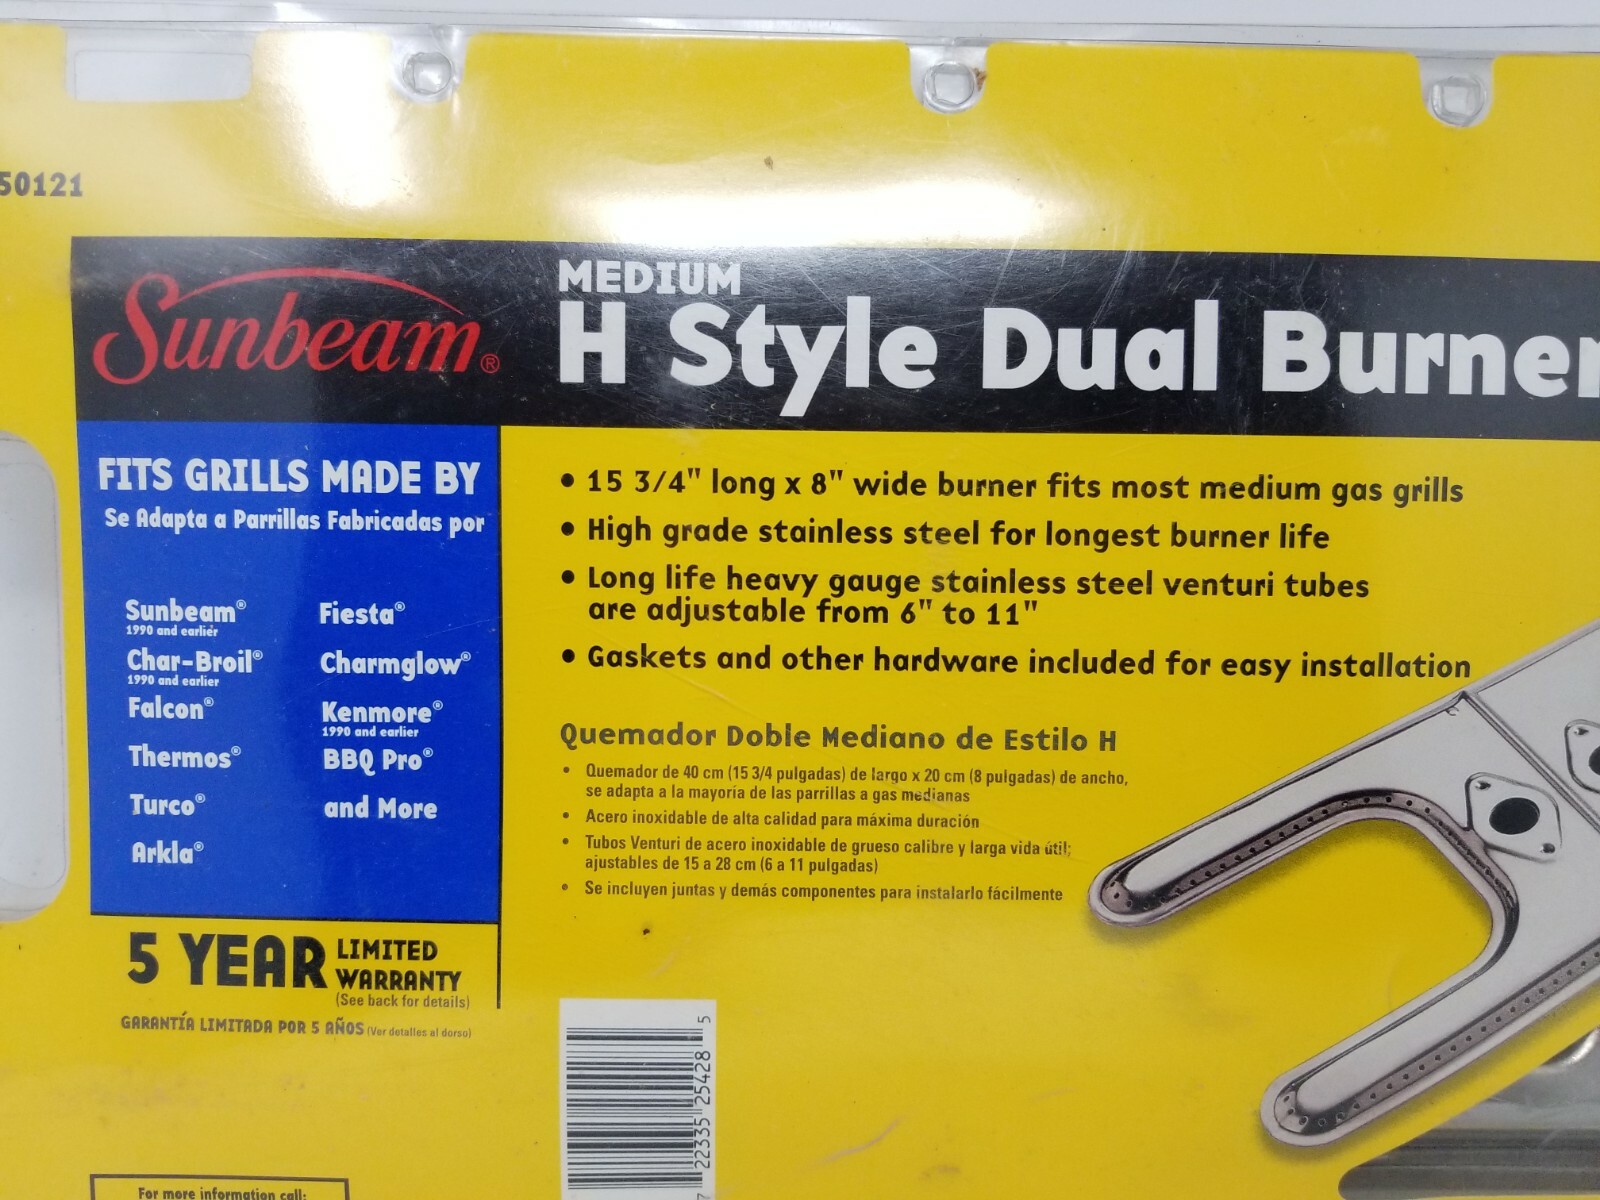 50121
Sunbeam®
MEDIUM
H Style Dual Burner
FITS GRILLS MADE BY
Se Adapta a Parrillas Fabricadas por
Sunbeam®
1990 and earlier
Char-Broil®
1990 and earlier
Falcon®
Thermos®
Turco®
Arkla®
Fiesta®
Charmglow®
Kenmore®
1990 and earlier
BBQ Pro®
and More
5 YEAR LIMITED
WARRANTY
(See back for details)
GARANTÍA LIMITADA POR 5 AÑOS (Ver detalles al dorso)
• 15 3/4" long x 8" wide burner fits most medium gas grills
• High grade stainless steel for longest burner life
• Long life heavy gauge stainless steel venturi tubes
are adjustable from 6" to 11"
• Gaskets and other hardware included for easy installation
Quemador Doble Mediano de Estilo H
• Quemador de 40 cm (15 3/4 pulgadas) de largo x 20 cm (8 pulgadas) de ancho,
se adapta a la mayoría de las parrillas a gas medianas
• Acero inoxidable de alta calidad para máxima duración
• Tubos Venturi de acero inoxidable de grueso calibre y larga vida útil;
ajustables de 15 a 28 cm (6 a 11 pulgadas)
• Se incluyen juntas y demás componentes para instalarlo fácilmente
7 22335 25428 5
For more information call: